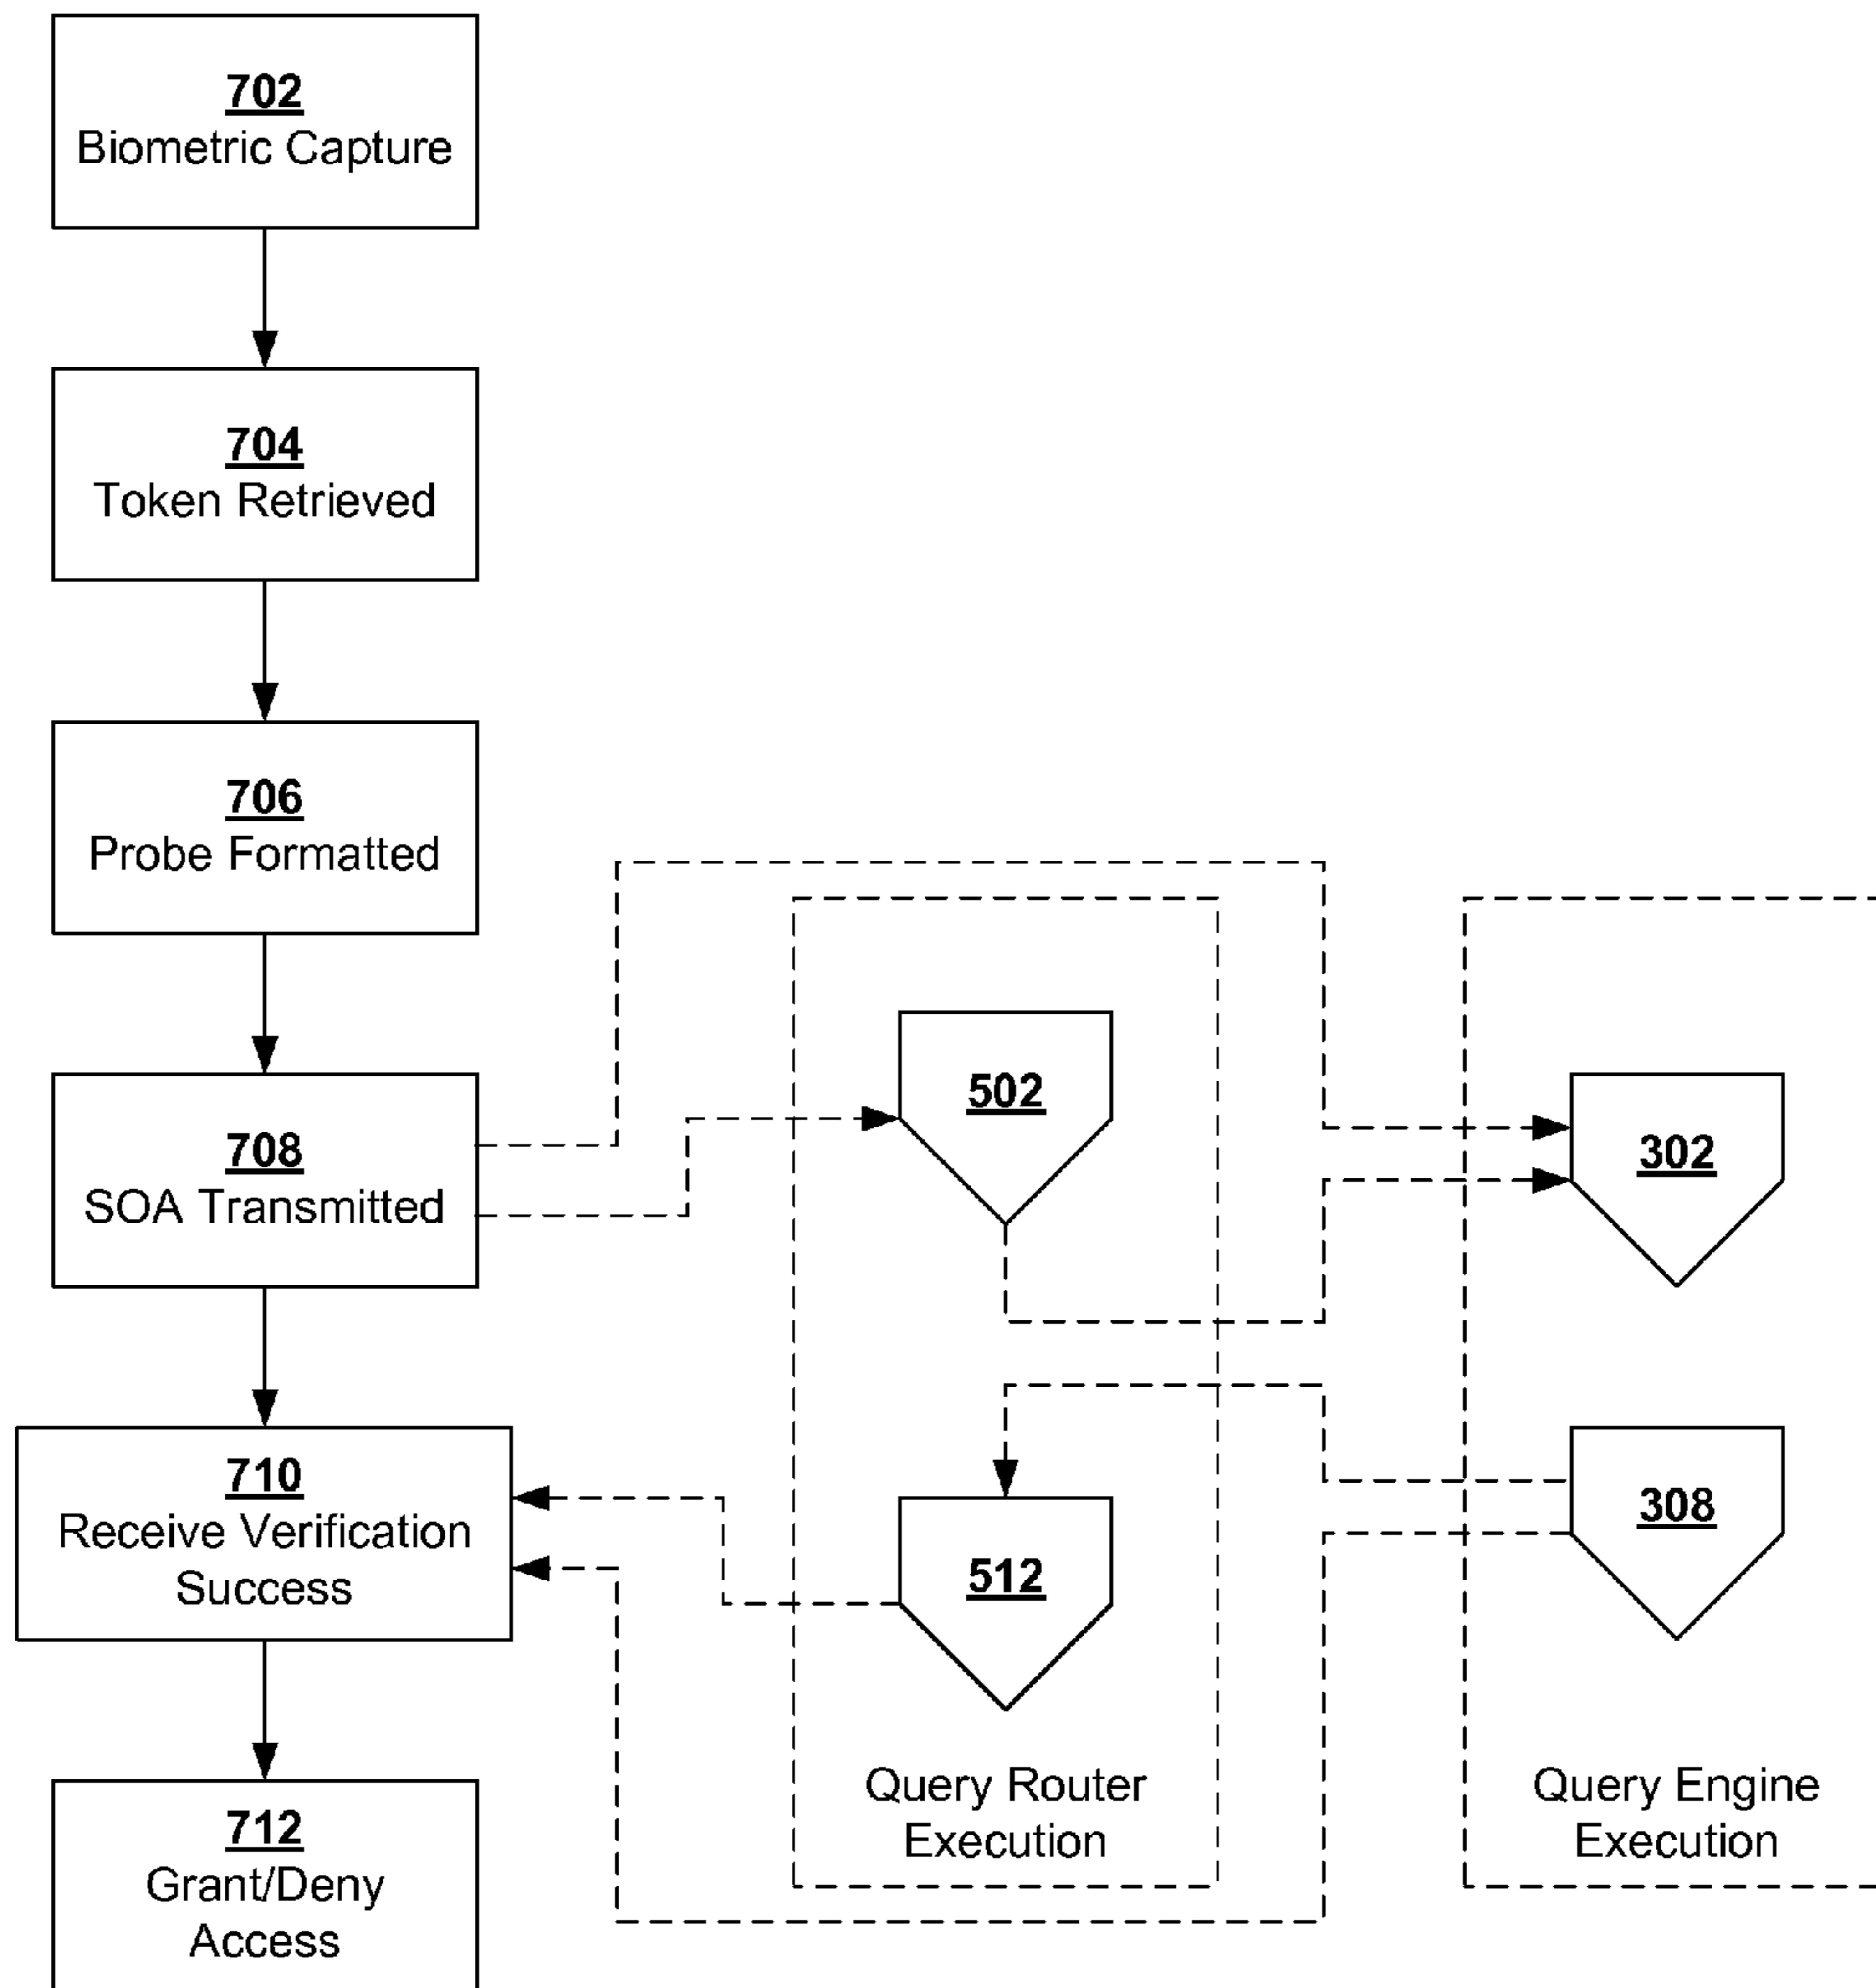 702
Biometric Capture
704
Token Retrieved
706
Probe Formatted
708
SOA Transmitted
710
Receive Verification
Success
712
Grant/Deny
Access
502
512
Query Router
Execution
302
308
Query Engine
Execution